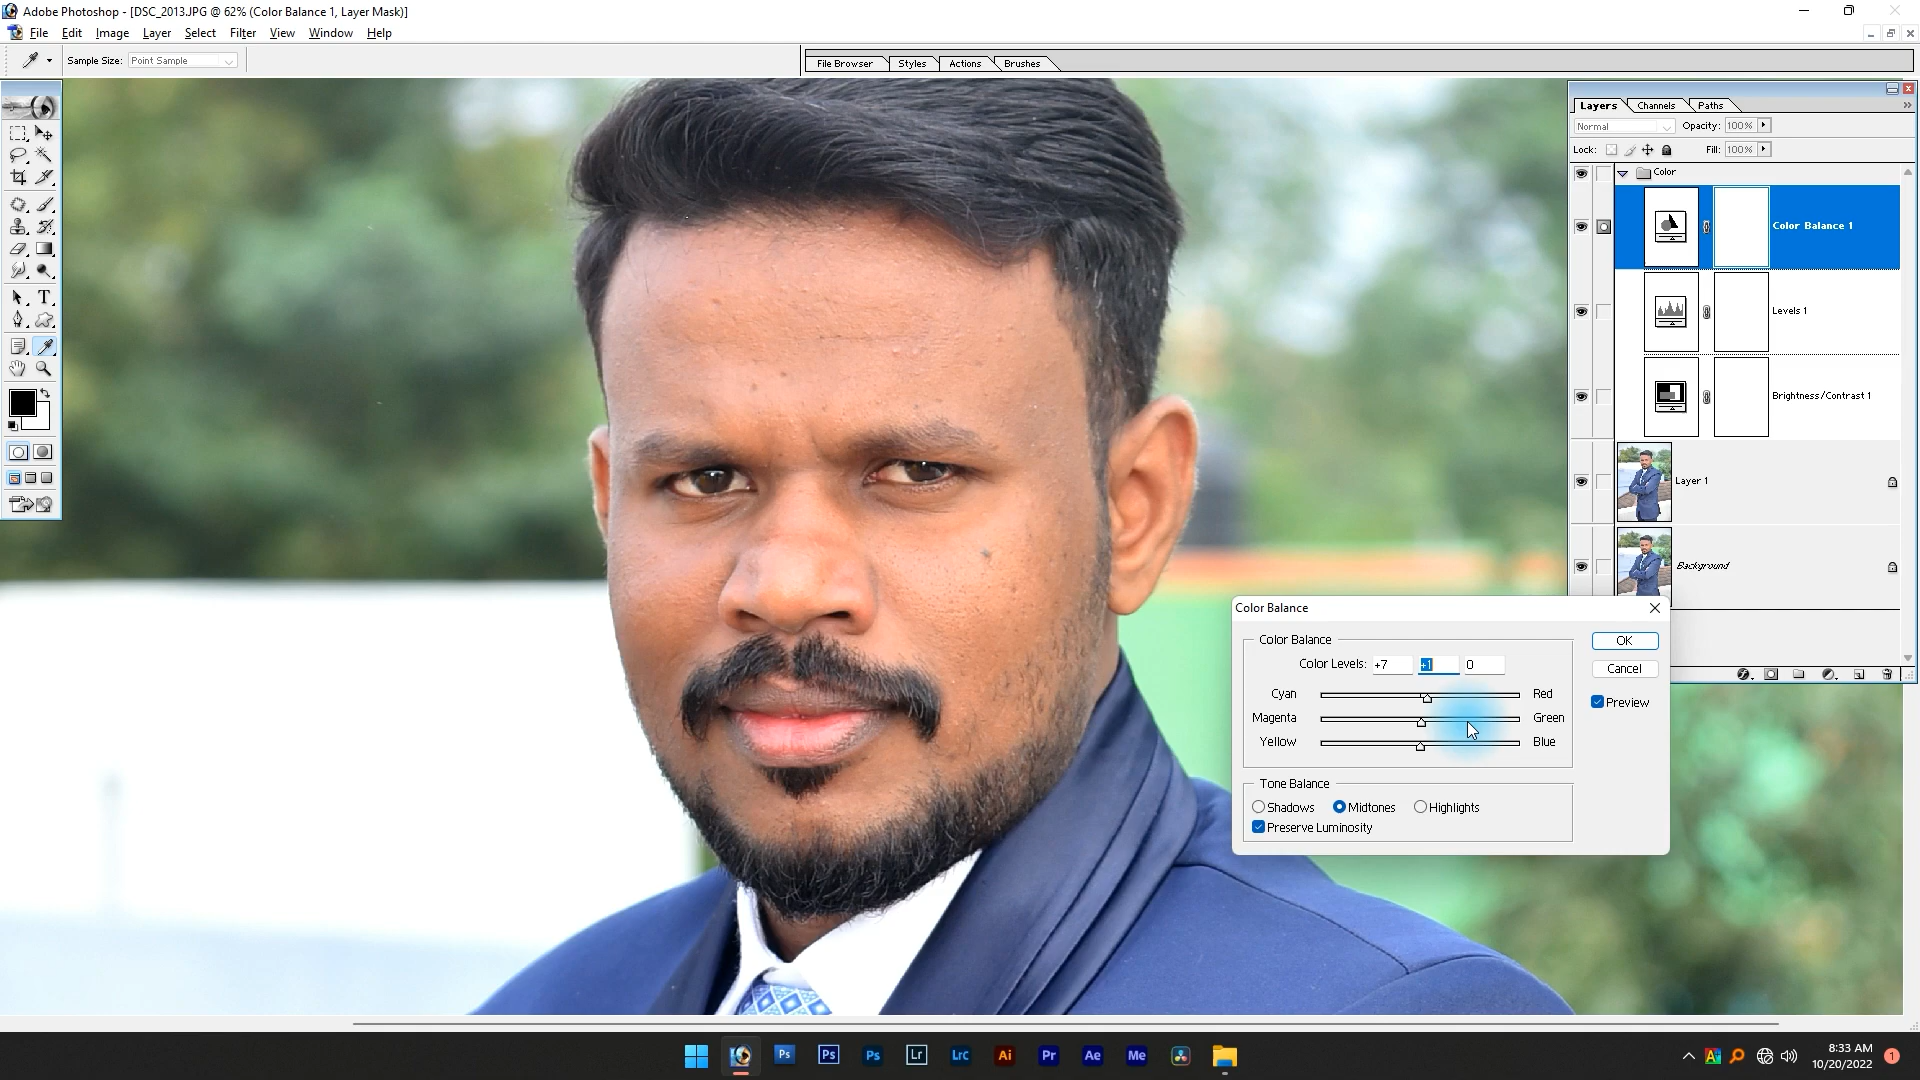 Adobe Photoshop - [DSC_2013.JPG @ 62% (Color Balance 1, Layer Mask)]
File Edit Image Layer Select Filter View Window Help
Sample Size: Point Sample
File Browser Styles Actions Brushes
Layers Channels Paths
Normal Opacity: 100%
Lock: Fill: 100%
Color
Color Balance 1
Levels 1
Brightness/Contrast 1
Layer 1
Background
Color Balance
Color Balance
OK
Color Levels: +7 +1 0
Cancel
Cyan Red
Preview
Magenta Green
Yellow Blue
Tone Balance
Shadows Midtones Highlights
Preserve Luminosity
T
Ps Ps Ps Lr Lrc Ai Pr Ae Me
8:33 AM
10/20/2022
1